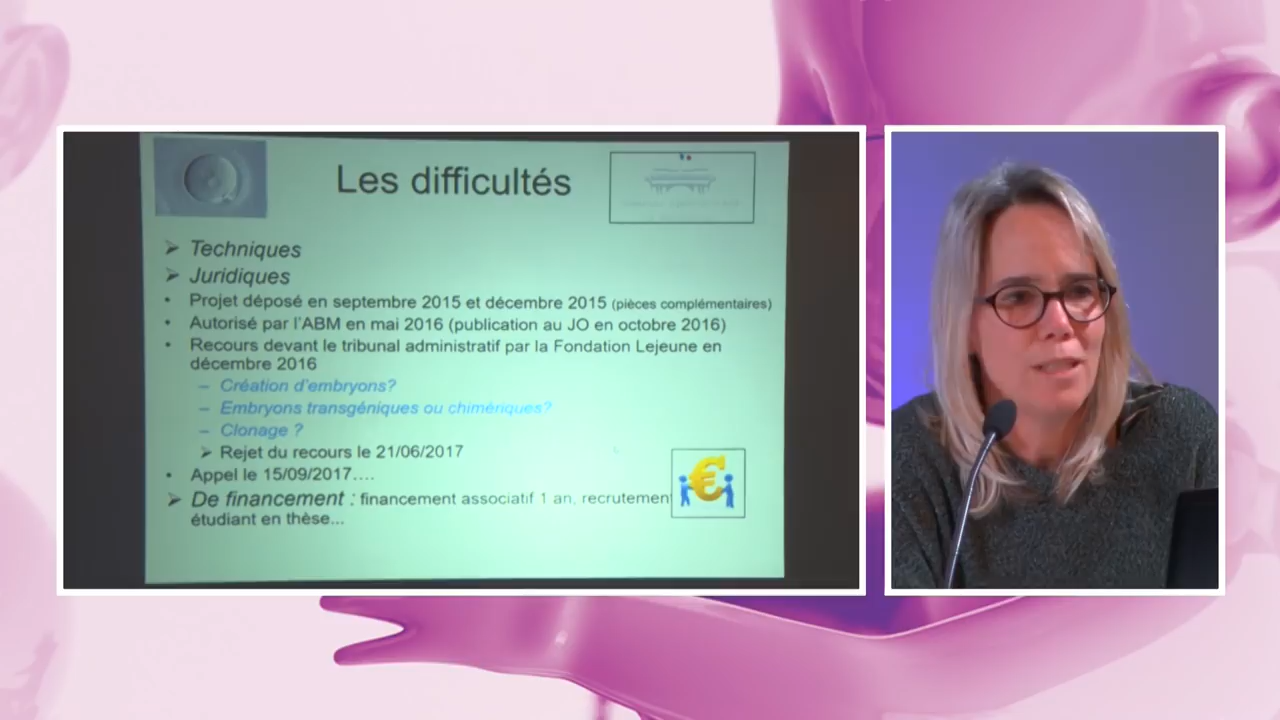 Les difficultés
➢ Techniques
➢ Juridiques
• Projet déposé en septembre 2015 et décembre 2015 (pièces complémentaires)
• Autorisé par l'ABM en mai 2016 (publication au JO en octobre 2016)
• Recours devant le tribunal administratif par la Fondation Lejeune en
décembre 2016
– Création d'embryons?
– Embryons transgéniques ou chimériques?
– Clonage ?
➢ Rejet du recours le 21/06/2017
• Appel le 15/09/2017….
➢ De financement : financement associatif 1 an, recrutement
étudiant en thèse...